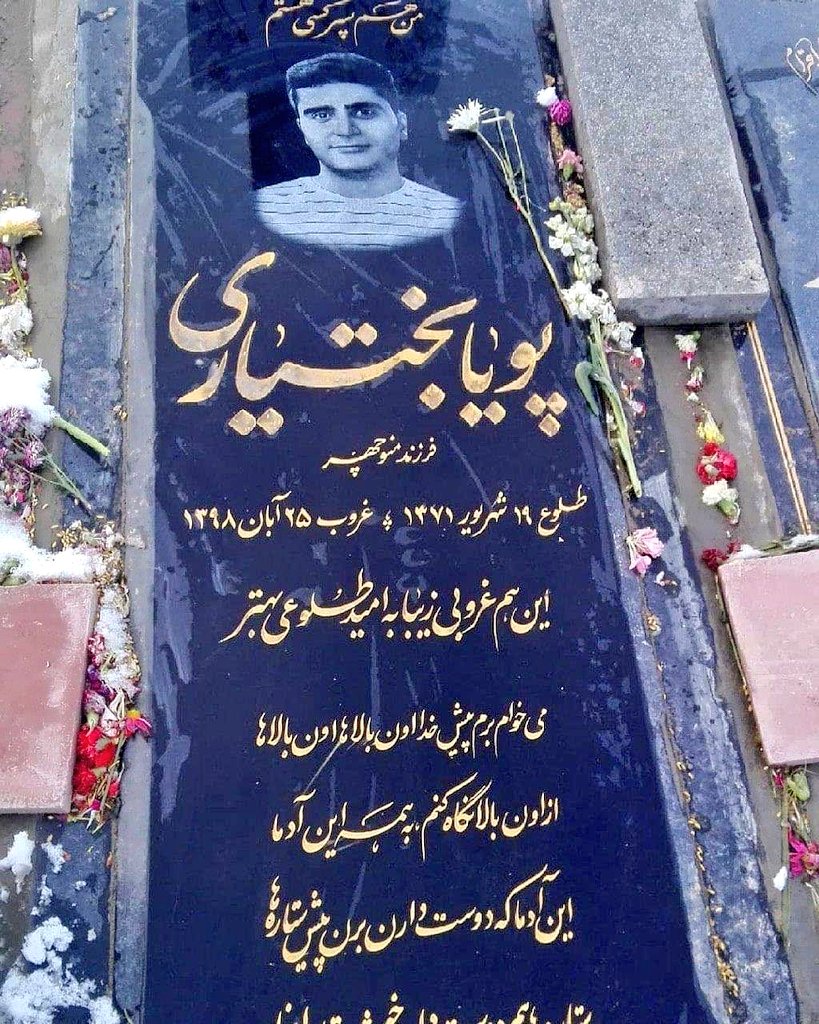 من هم پسر کسی هستم
پویا بختیاری
فرزند منوچهر
طلوع ۱۹ شهریور ۱۳۷۱ * غروب ۲۵ آبان ۱۳۹۸
این هم غروبی زیبا به امید طلوعی بهتر
می خوام برم پیش خدا اون بالاها اون بالاها
از اون بالا نگاه کنم، به همه این آدما
این آدما که دوست دارن برن پیش ستاره ها